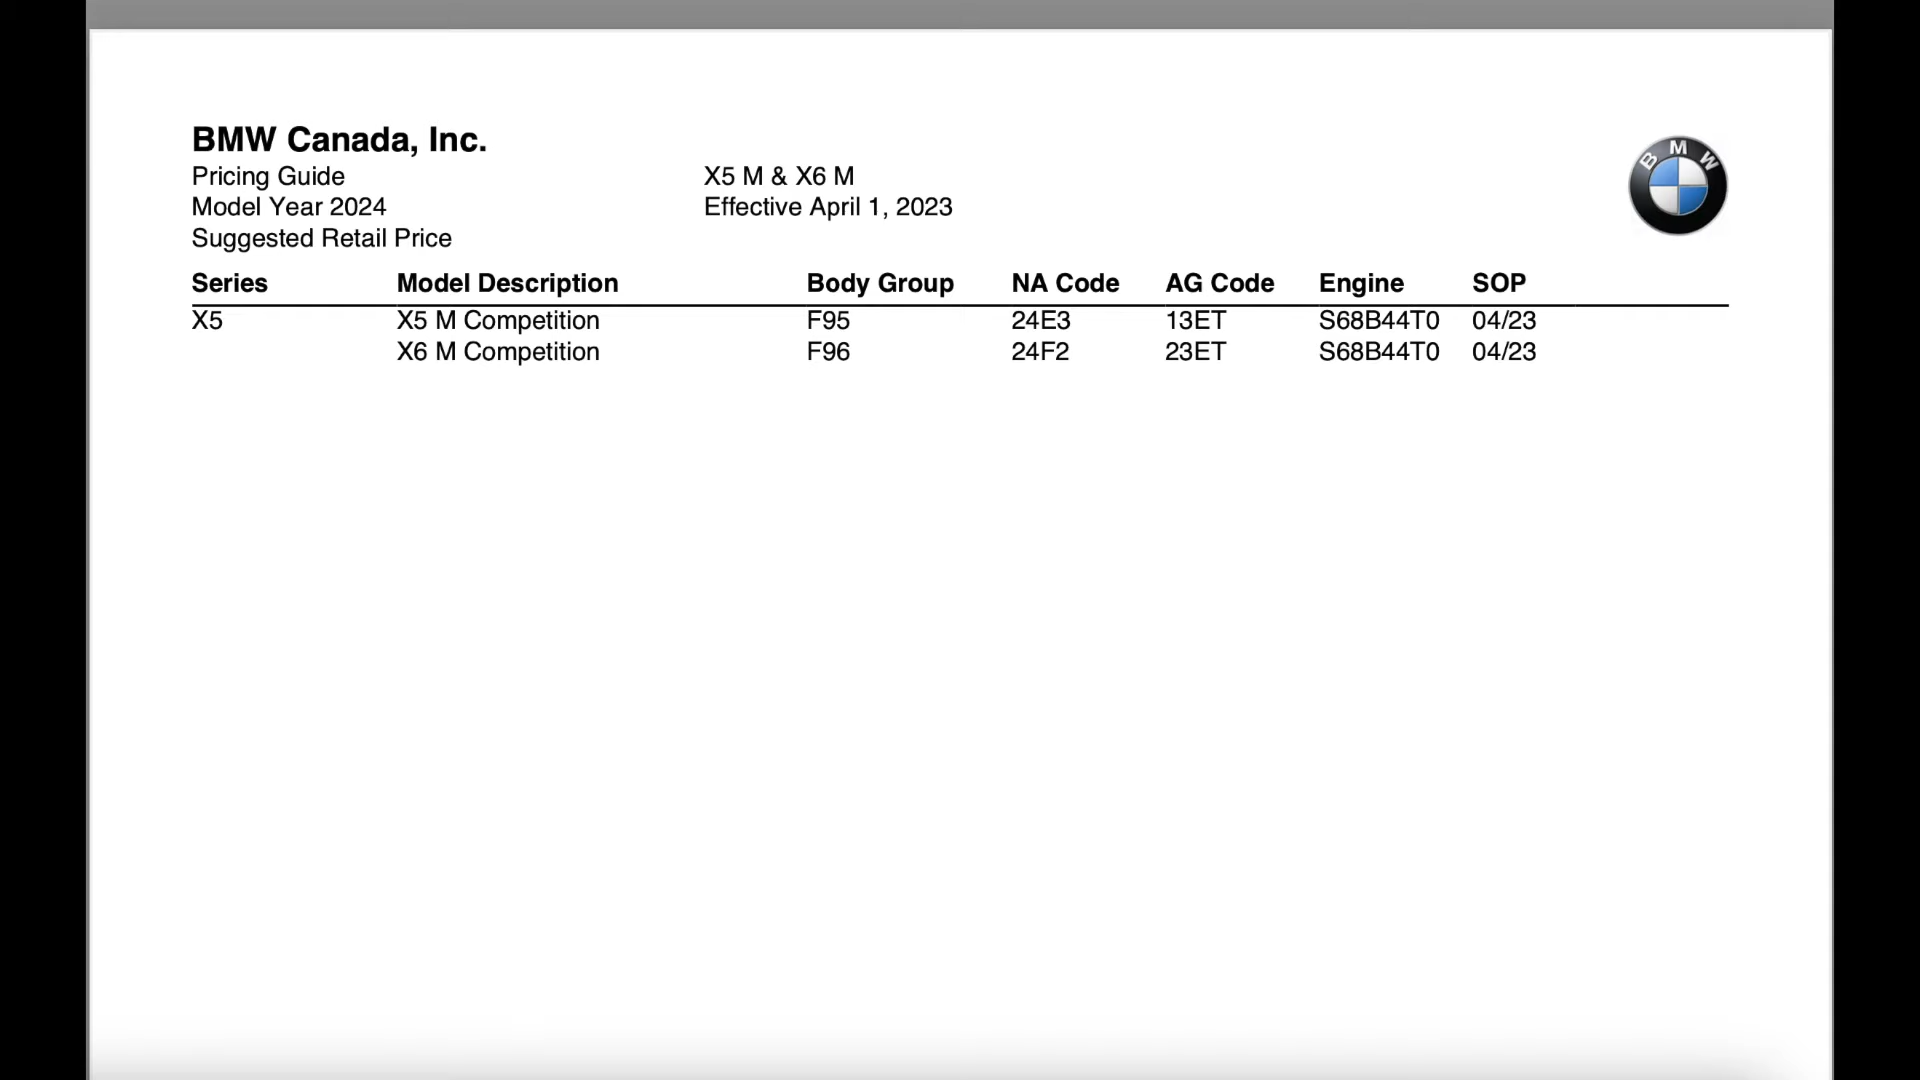 BMW Canada, Inc.
Pricing Guide X5 M & X6 M
Model Year 2024 Effective April 1, 2023
Suggested Retail Price
BMW
Series Model Description Body Group NA Code AG Code Engine SOP
X5 X5 M Competition F95 24E3 13ET S68B44T0 04/23
X6 M Competition F96 24F2 23ET S68B44T0 04/23